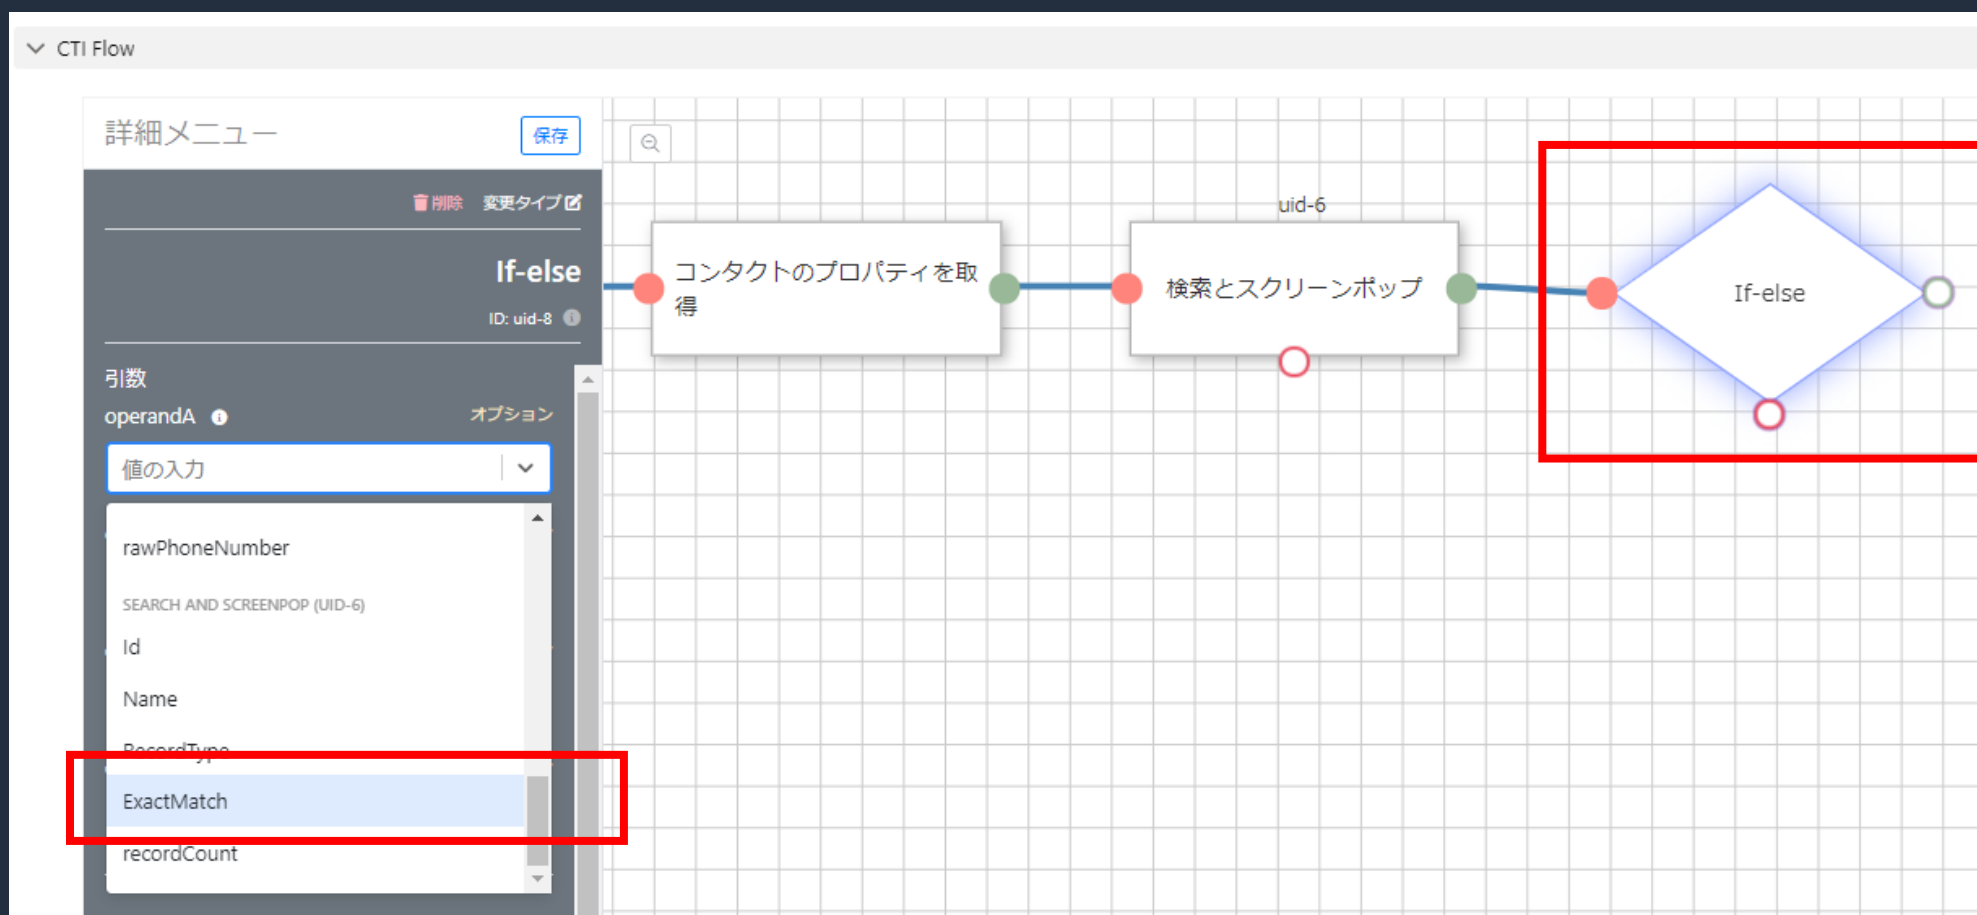 CTI Flow
詳細メニュー
保存
削除 変更タイプ
If-else
ID: uid-8
引数
operandA オプション
値の入力
rawPhoneNumber
SEARCH AND SCREENPOP (UID-6)
Id
Name
RecordType
ExactMatch
recordCount
コンタクトのプロパティを取
得
uid-6
検索とスクリーンポップ
If-else